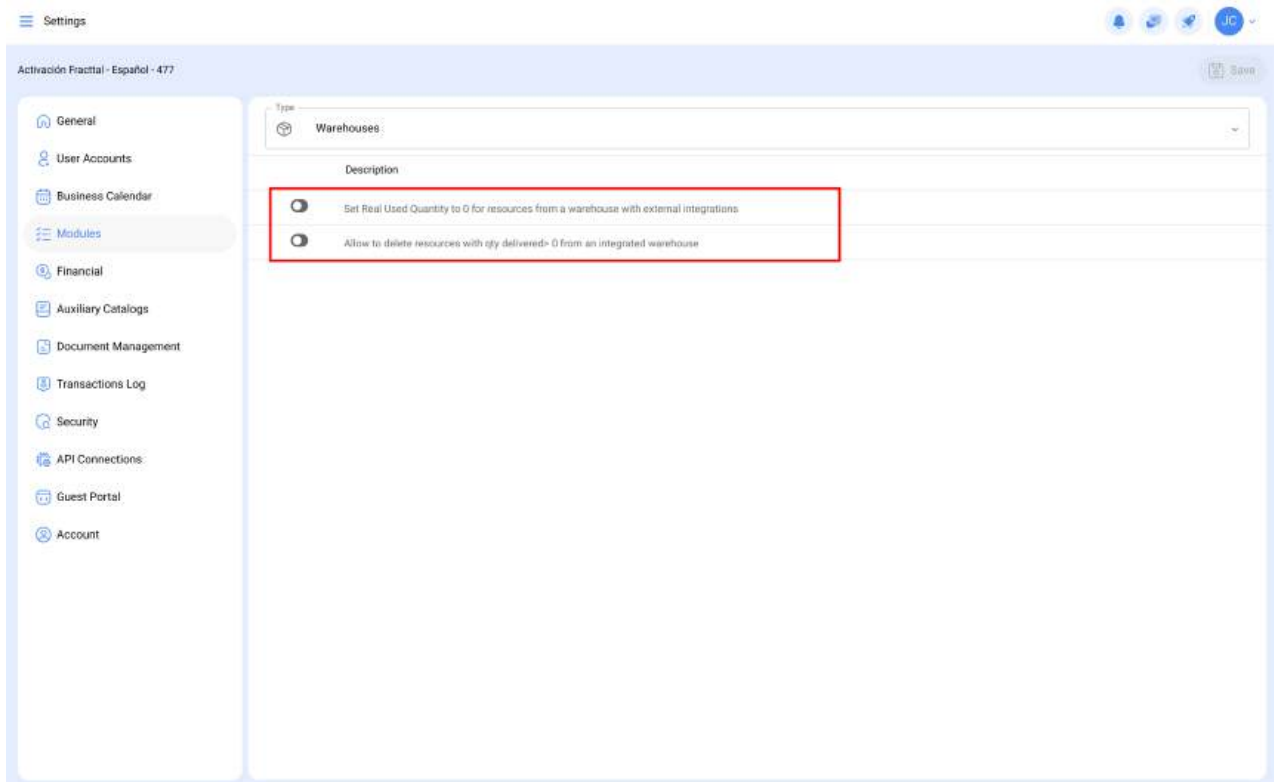 Settings
JC
Activación Fracttal - Español - 477
Save
General
User Accounts
Business Calendar
Modules
Financial
Auxiliary Catalogs
Document Management
Transactions Log
Security
API Connections
Guest Portal
Account
Type
Warehouses
Description
Set Real Used Quantity to 0 for resources from a warehouse with external integrations
Allow to delete resources with qty delivered> 0 from an integrated warehouse